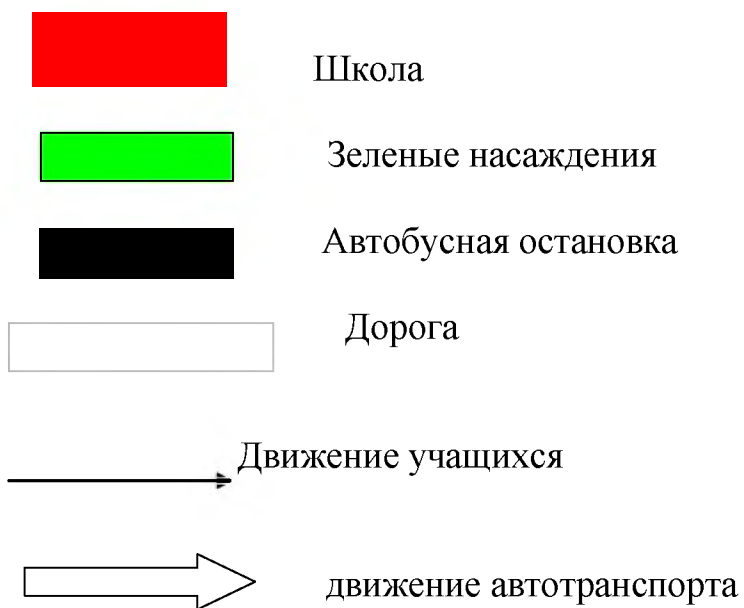 Школа
Зеленые насаждения
Автобусная остановка
Дорога
Движение учащихся
движение автотранспорта